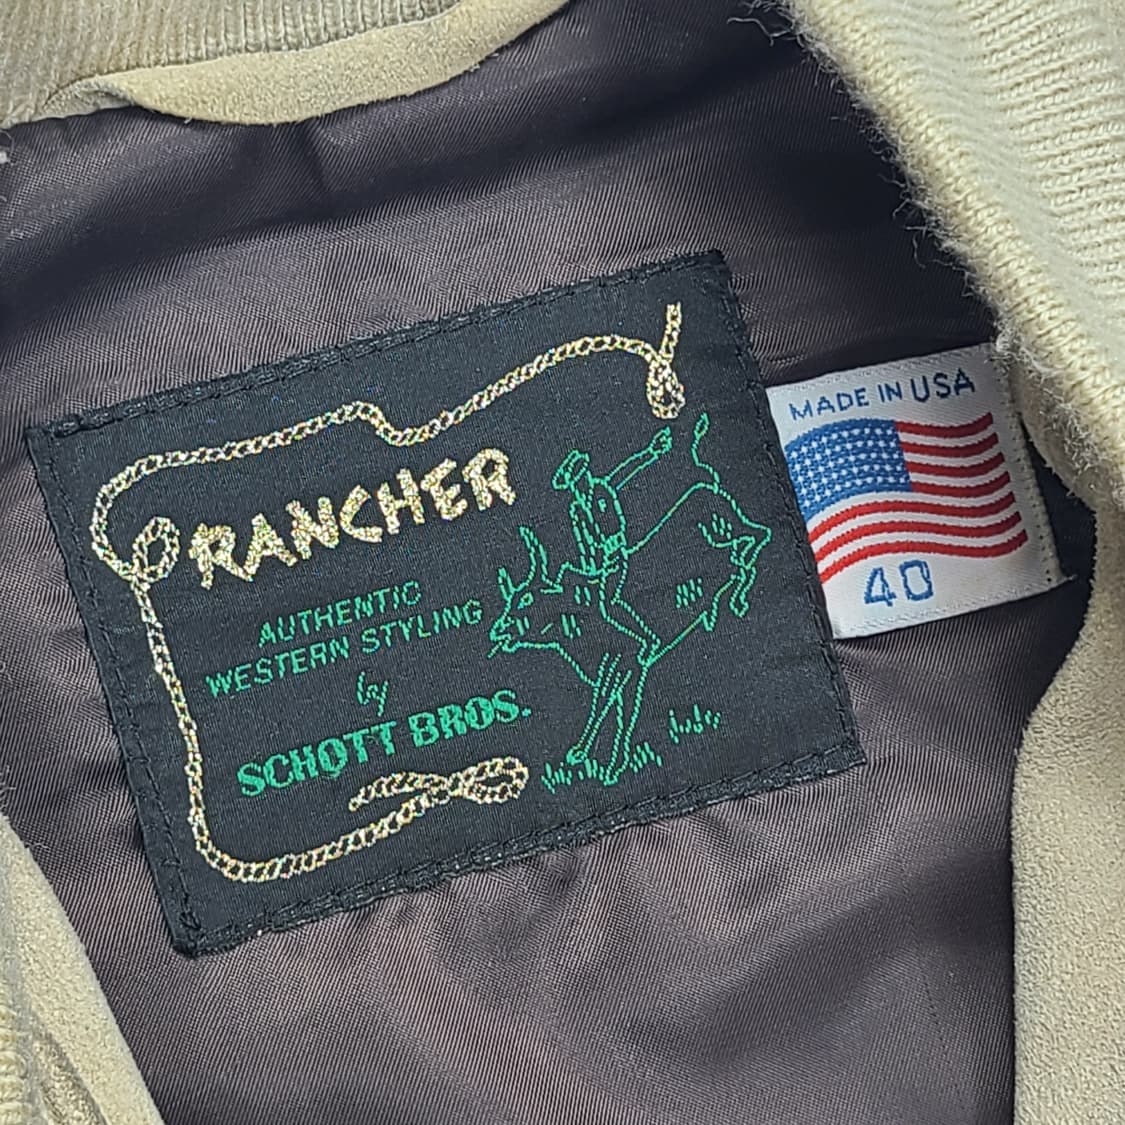 RANCHER
AUTHENTIC
WESTERN STYLING
by
SCHOTT BROS.
MADE IN USA
40